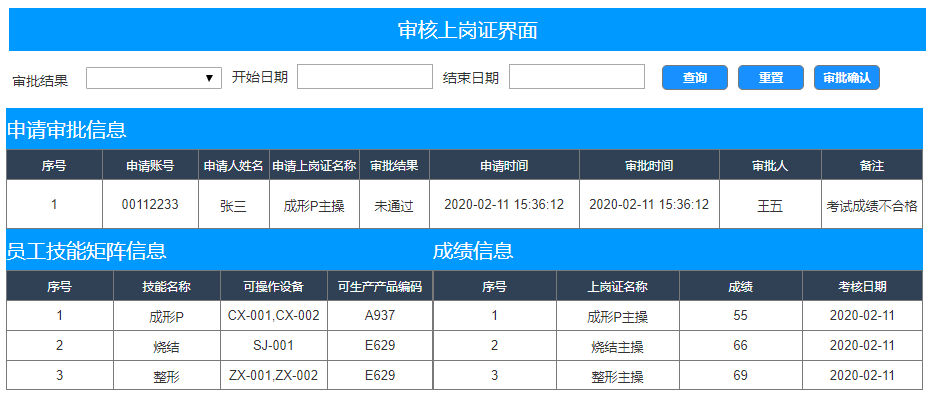 审核上岗证界面
审批结果 ▼ 开始日期 结束日期 查询 重置 审批确认
申请审批信息
序号 申请账号 申请人姓名 申请上岗证名称 审批结果 申请时间 审批时间 审批人 备注
1 00112233 张三 成形P主操 未通过 2020-02-11 15:36:12 2020-02-11 15:36:12 王五 考试成绩不合格
员工技能矩阵信息 成绩信息
序号 技能名称 可操作设备 可生产产品编码 序号 上岗证名称 成绩 考核日期
1 成形P CX-001,CX-002 A937 1 成形P主操 55 2020-02-11
2 烧结 SJ-001 E629 2 烧结主操 66 2020-02-11
3 整形 ZX-001,ZX-002 E629 3 整形主操 69 2020-02-11